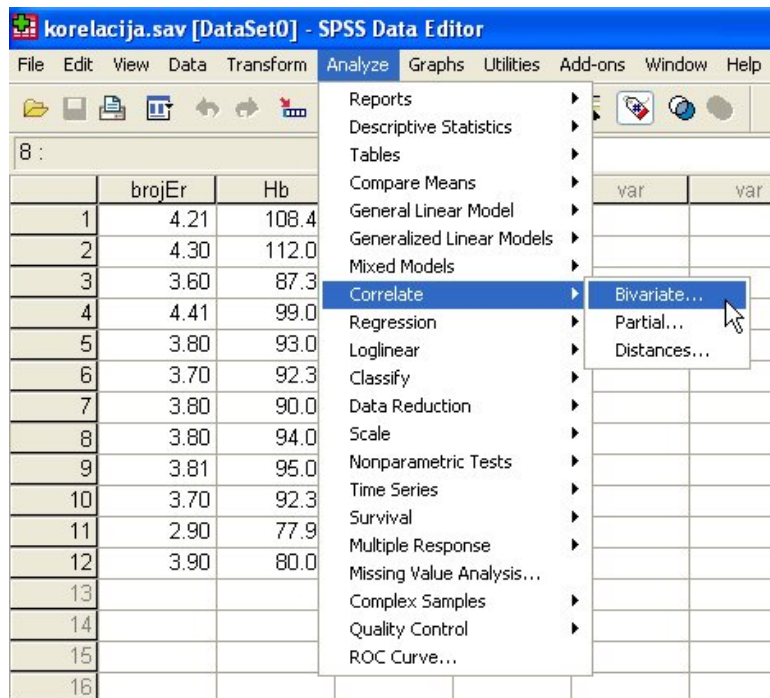 korelacija.sav [DataSet0] - SPSS Data Editor
File Edit View Data Transform Analyze Graphs Utilities Add-ons Window Help
Reports
Descriptive Statistics
8 :
Tables
brojEr Hb Compare Means var var
1 4.21 108.4 General Linear Model
2 4.30 112.0 Generalized Linear Models
3 3.60 87.3 Mixed Models
4 4.41 99.0 Correlate Bivariate...
5 3.80 93.0 Regression Partial...
6 3.70 92.3 Loglinear Distances...
7 3.80 90.0 Classify
8 3.80 94.0 Data Reduction
9 3.81 95.0 Scale
10 3.70 92.3 Nonparametric Tests
11 2.90 77.9 Time Series
12 3.90 80.0 Survival
13 Multiple Response
14 Missing Value Analysis...
15 Complex Samples
16 Quality Control
ROC Curve...